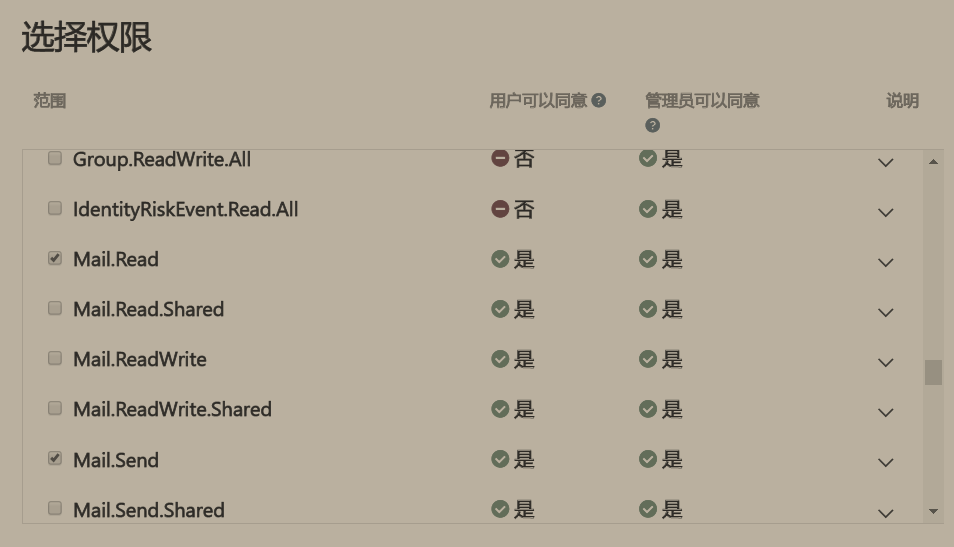 选择权限
范围 用户可以同意 管理员可以同意 说明
Group.ReadWrite.All 否 是
IdentityRiskEvent.Read.All 否 是
Mail.Read 是 是
Mail.Read.Shared 是 是
Mail.ReadWrite 是 是
Mail.ReadWrite.Shared 是 是
Mail.Send 是 是
Mail.Send.Shared 是 是